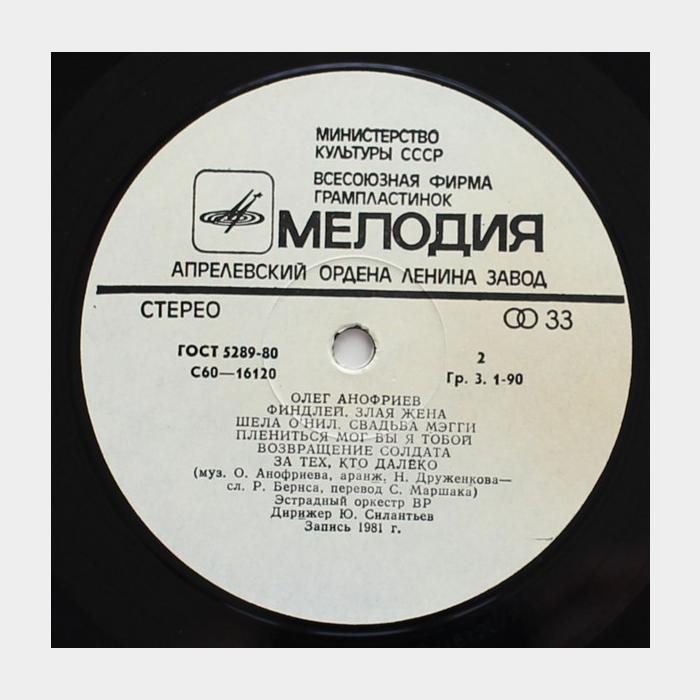 МИНИСТЕРСТВО
КУЛЬТУРЫ СССР
ВСЕСОЮЗНАЯ ФИРМА
ГРАМПЛАСТИНОК
МЕЛОДИЯ
АПРЕЛЕВСКИЙ ОРДЕНА ЛЕНИНА ЗАВОД
СТЕРЕО 33
ГОСТ 5289-80 2
С60—16120 Гр. 3. 1-90
ОЛЕГ АНОФРИЕВ
ФИНДЛЕЙ. ЗЛАЯ ЖЕНА
ШЕЛА О'НИЛ. СВАДЬБА МЭГГИ
ПЛЕНИТЬСЯ МОГ БЫ Я ТОБОЙ
ВОЗВРАЩЕНИЕ СОЛДАТА
ЗА ТЕХ, КТО ДАЛЕКО
(муз. О. Анофриева, аранж. Н. Друженкова—
сл. Р. Бернса, перевод С. Маршака)
Эстрадный оркестр ВР
Дирижер Ю. Силантьев
Запись 1981 г.